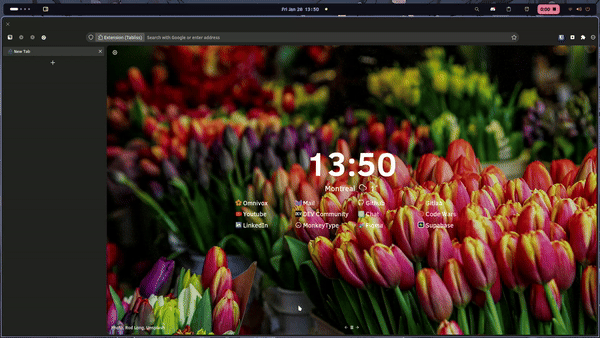 Fri Jan 26 13:50
0:00
Extension (Tabliss) Search with Google or enter address
New Tab
13:50
Montreal
Omnivox Mail Github Gitlab
Youtube DEV Community Chat Code Wars
LinkedIn MonkeyType Figma Supabase
Photo, Rod Long, Unsplash